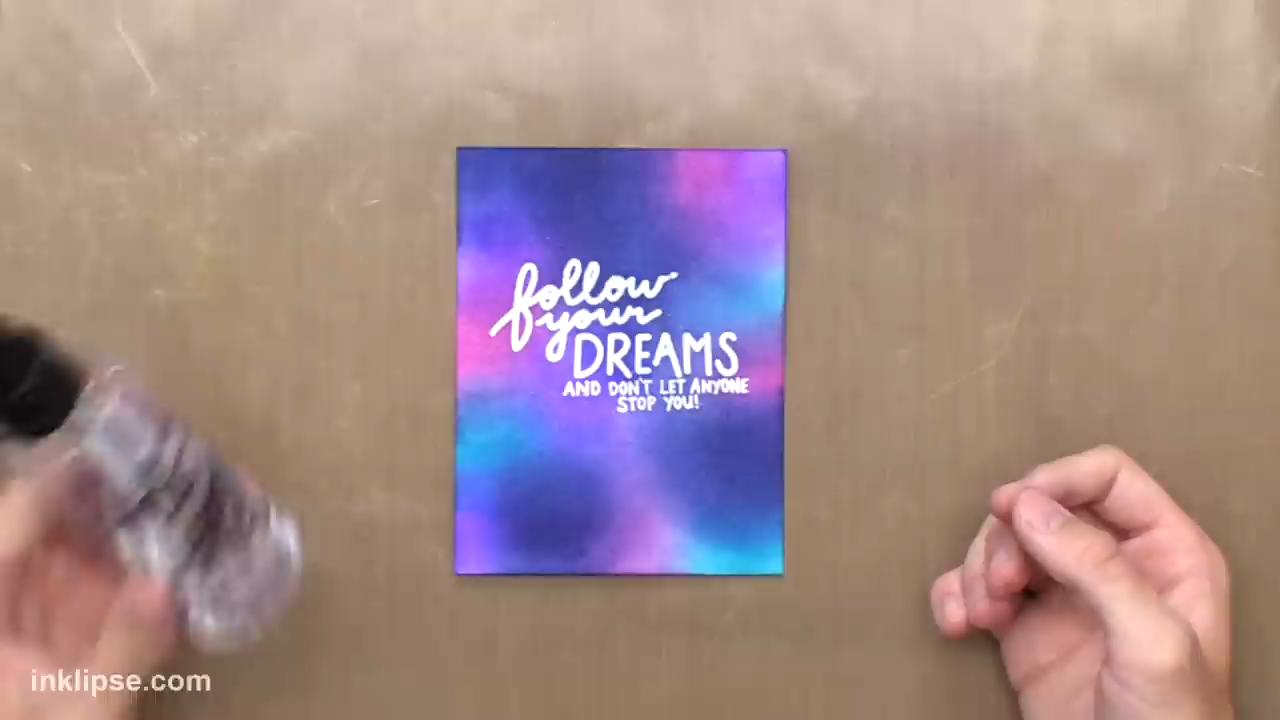 follow
your
DREAMS
AND DON'T LET ANYONE
STOP YOU!
inklipse.com